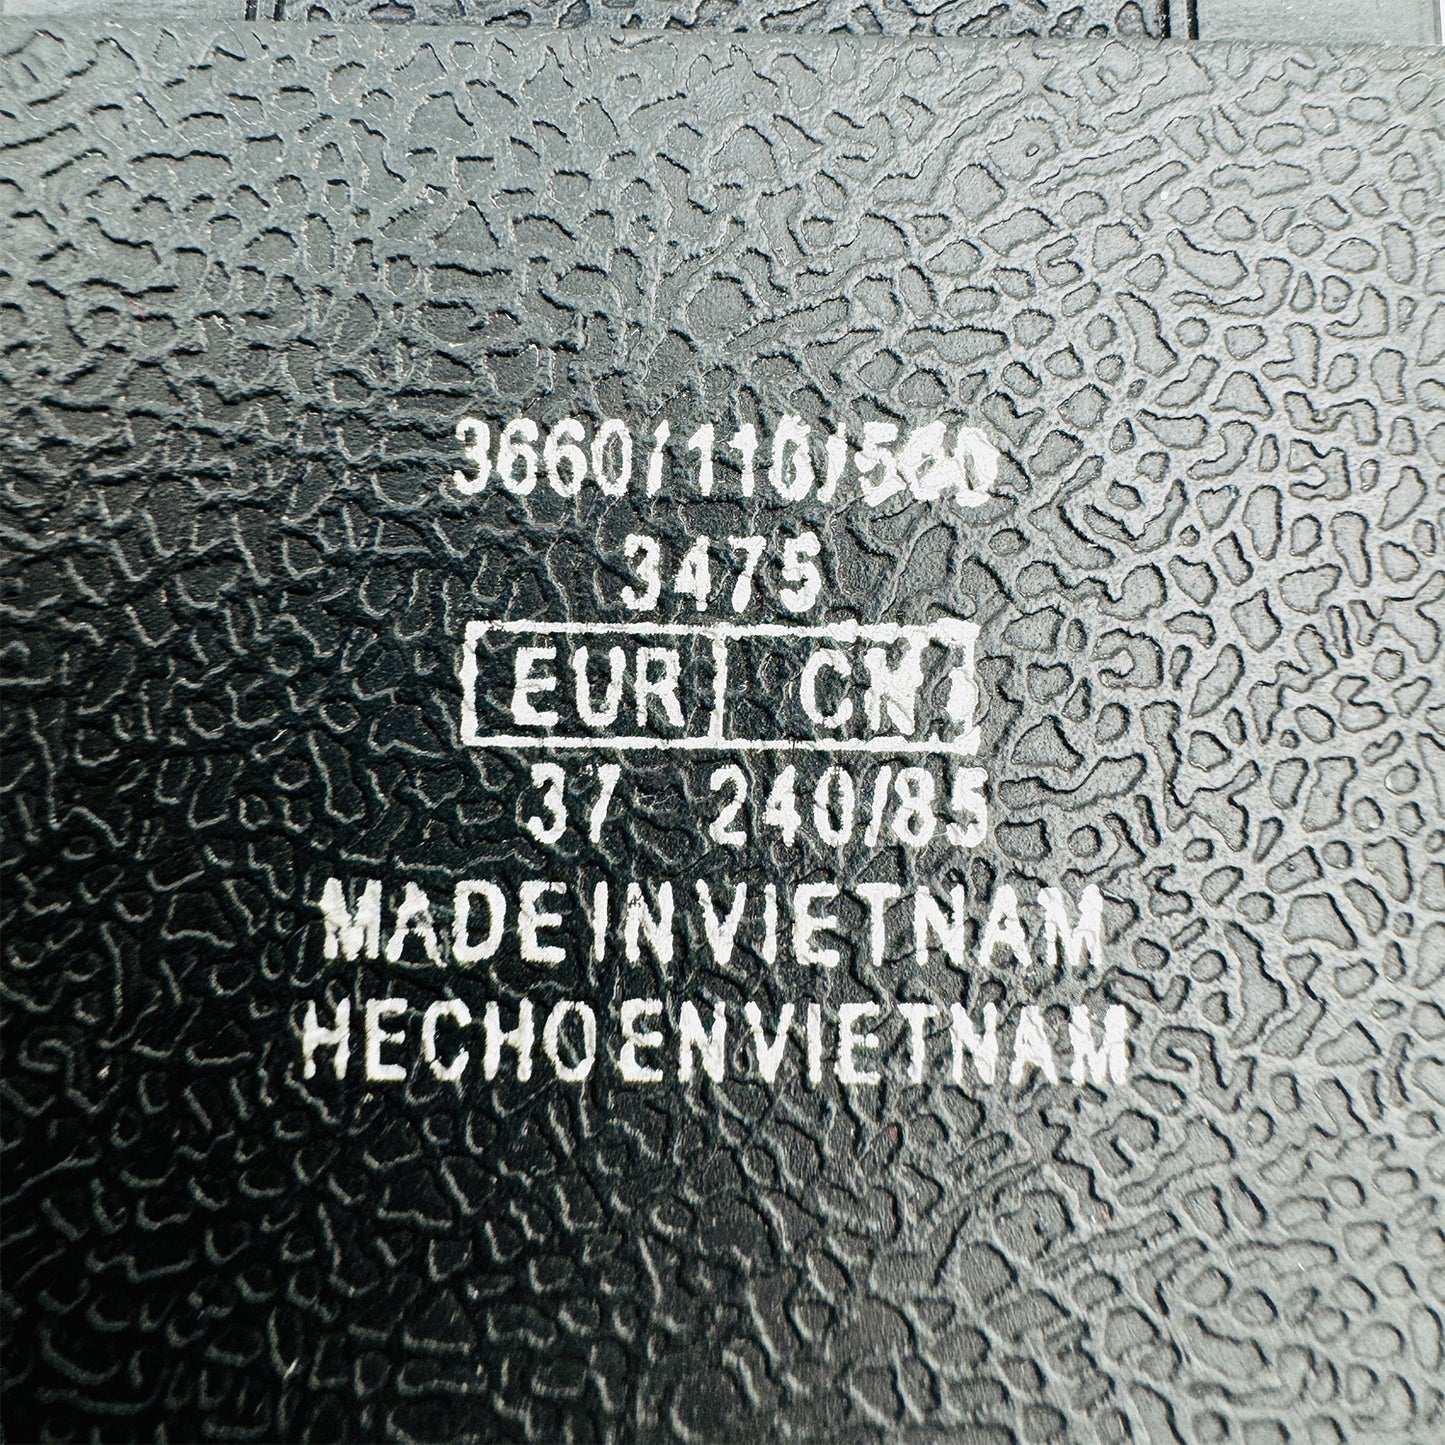 3660/110/500
3475
EUR CN
37 240/85
MADE IN VIETNAM
HECHO EN VIETNAM